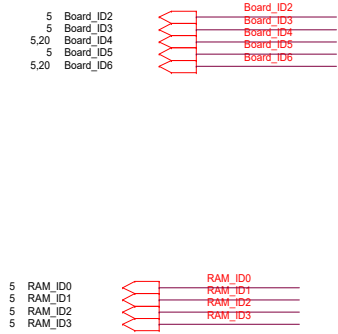 Board_ID2
5 Board_ID2
Board_ID3
5 Board_ID3
Board_ID4
5,20 Board_ID4
Board_ID5
5 Board_ID5
Board_ID6
5,20 Board_ID6
RAM_ID0
5 RAM_ID0
RAM_ID1
5 RAM_ID1
RAM_ID2
5 RAM_ID2
RAM_ID3
5 RAM_ID3